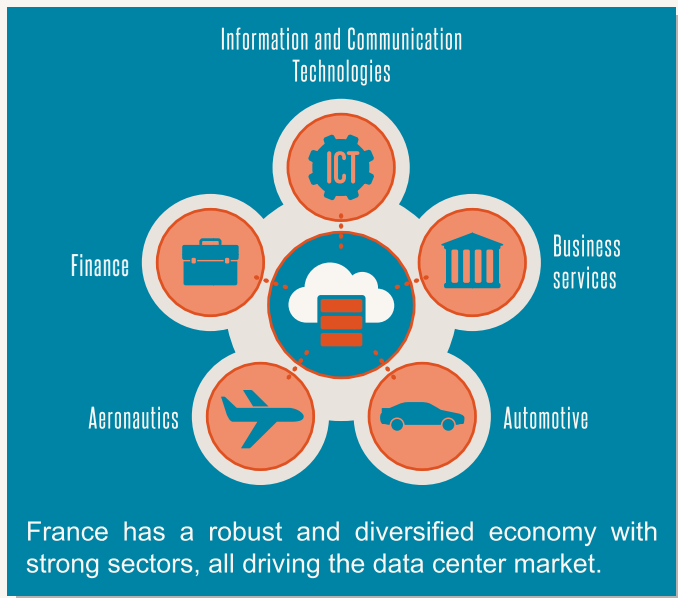 Information and Communication
Technologies
ICT
Finance
Business
services
Aeronautics
Automotive
France has a robust and diversified economy with
strong sectors, all driving the data center market.